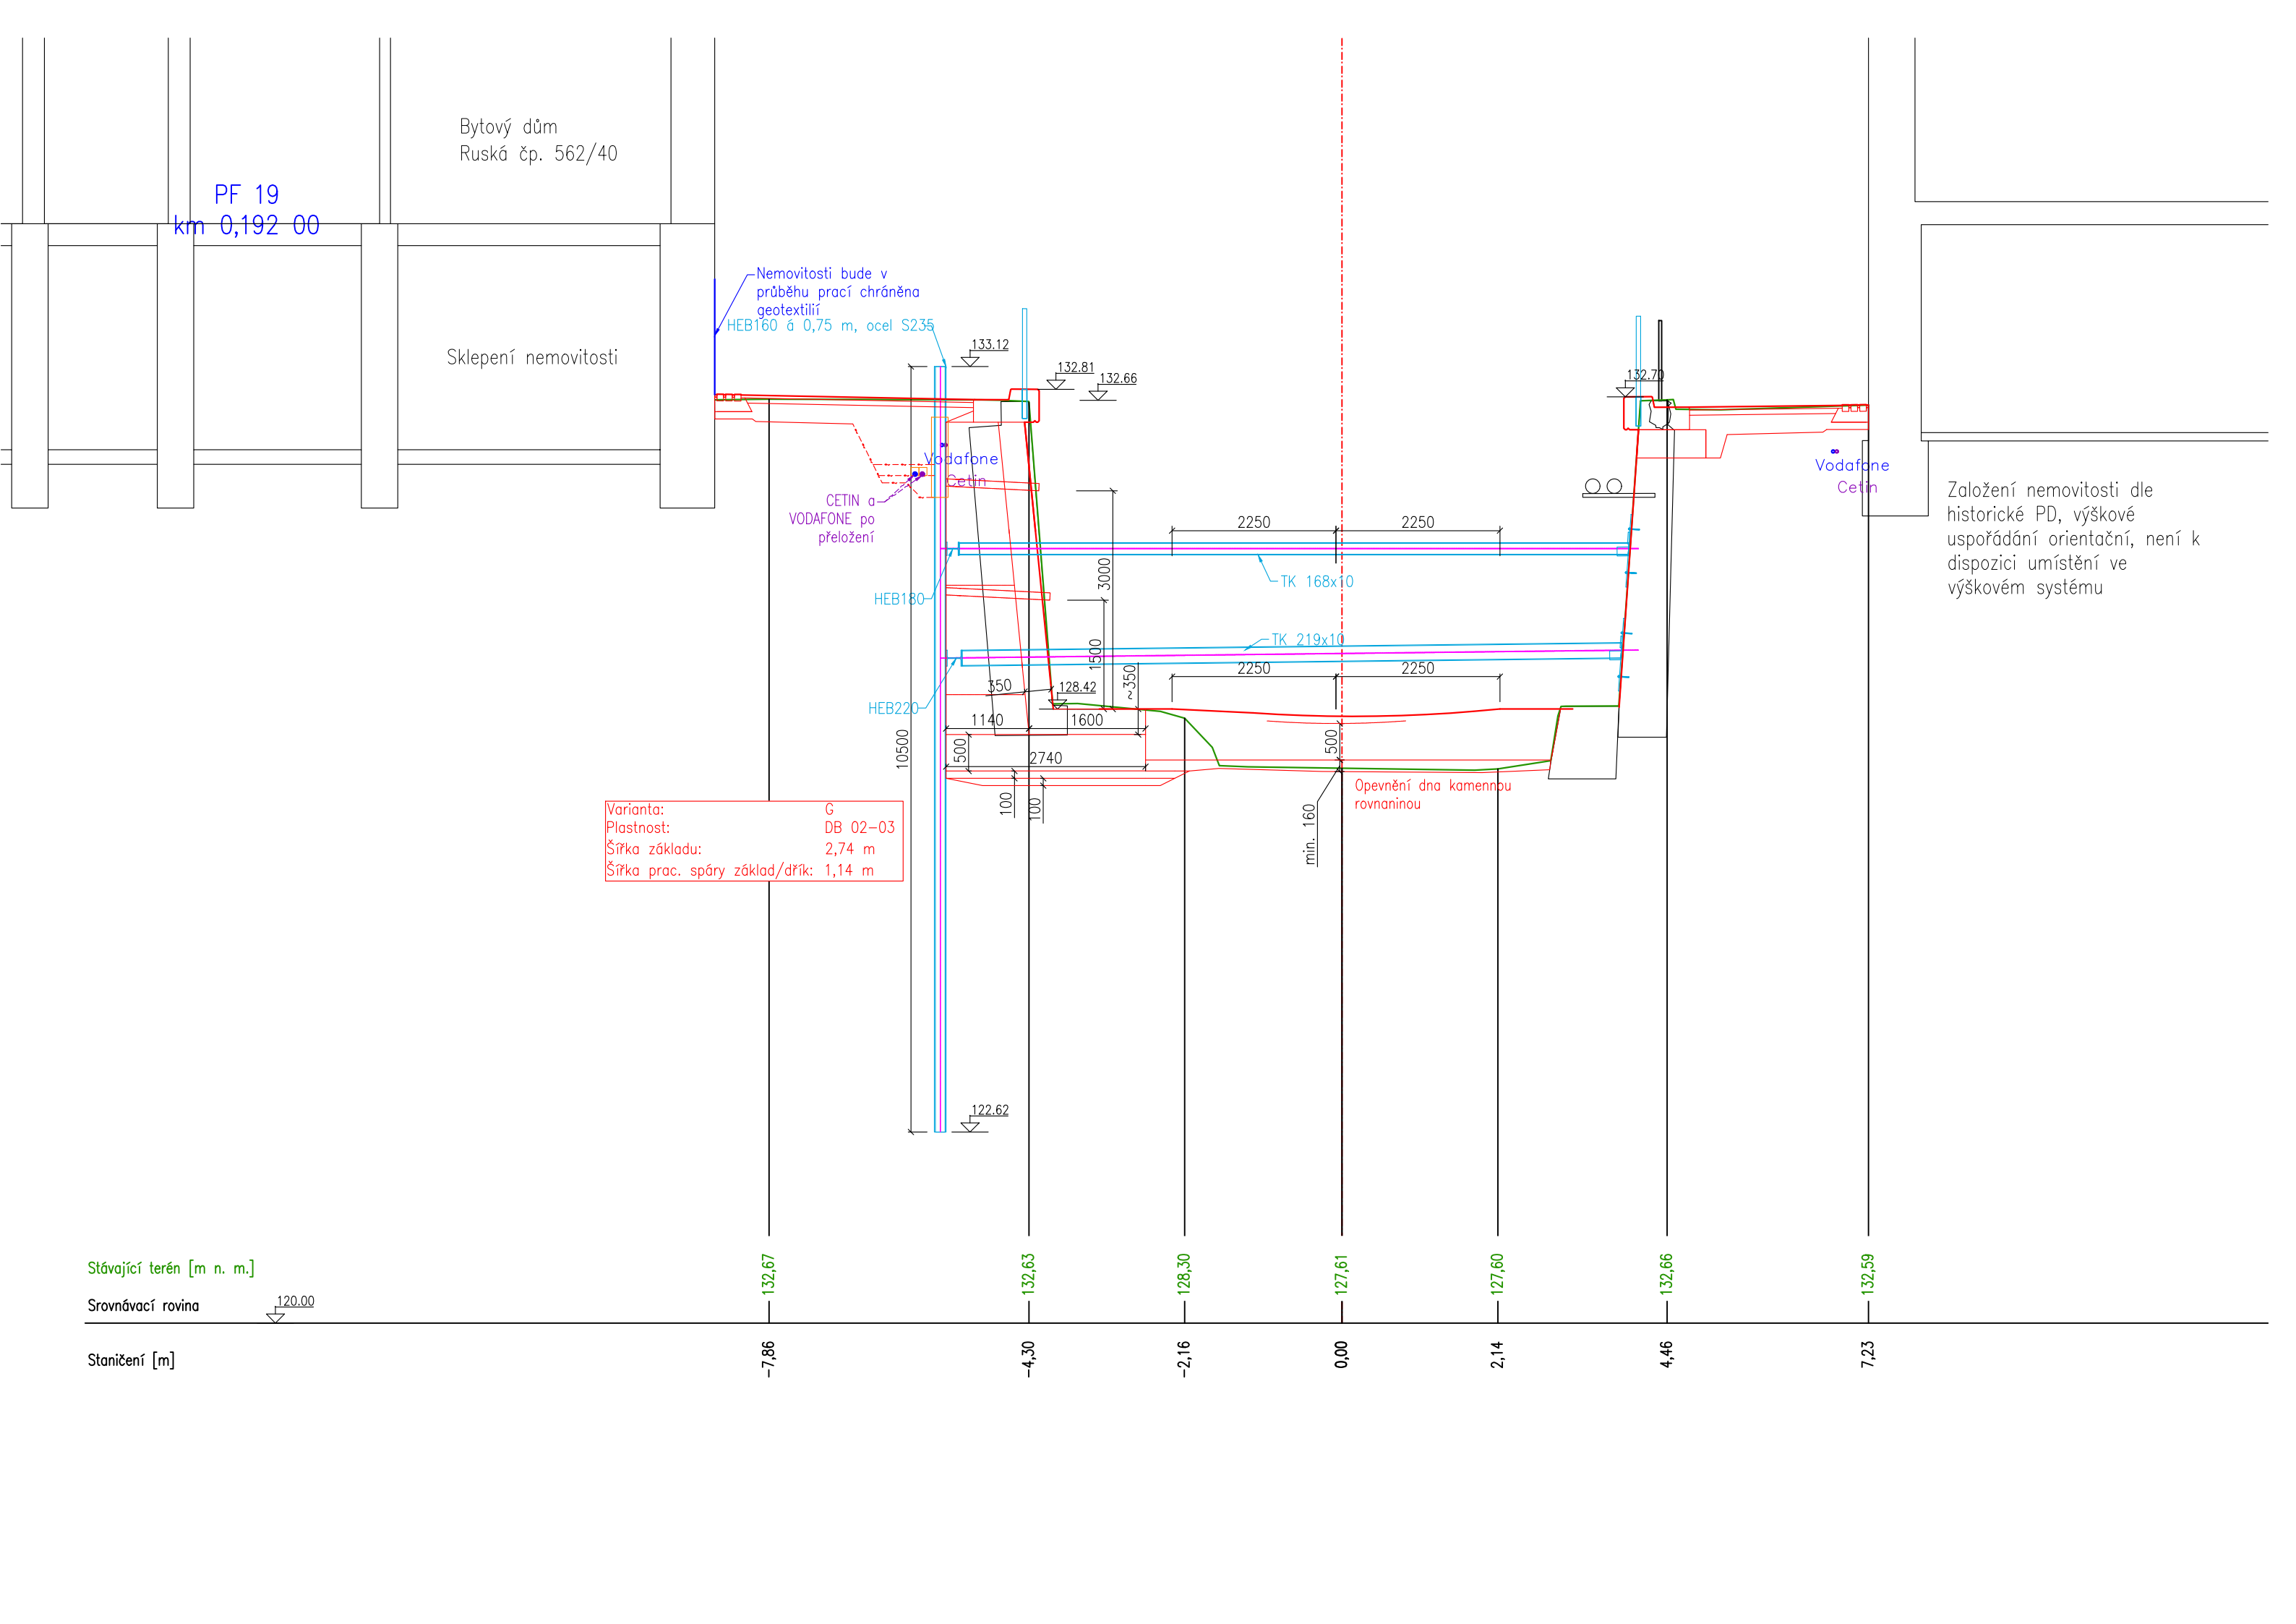 Bytový dům
Ruská čp. 562/40
PF 19
km 0,192 00
Nemovitosti bude v
průběhu prací chráněna
geotextilií
HEB160 á 0,75 m, ocel S235
Sklepení nemovitosti
133.12
132.81
132.66
132.70
Vodafone
Cetin
CETIN a
VODAFONE po
přeložení
Vodafone
Cetin
Založení nemovitosti dle
historické PD, výškové
uspořádání orientační, není k
dispozici umístění ve
výškovém systému
2250
2250
3000
TK 168x10
HEB180
TK 219x10
1500
2250
2250
~350
350
128.42
HEB220
1140
1600
10500
500
2740
500
100
100
min. 160
Opevnění dna kamennou
rovnaninou
Varianta: G
Plastnost: DB 02-03
Šířka základu: 2,74 m
Šířka prac. spáry základ/dřík: 1,14 m
122.62
Stávající terén [m n. m.]
132,67
132,63
128,30
127,61
127,60
132,66
132,59
Srovnávací rovina
120.00
Staničení [m]
-7,86
-4,30
-2,16
0,00
2,14
4,46
7,23